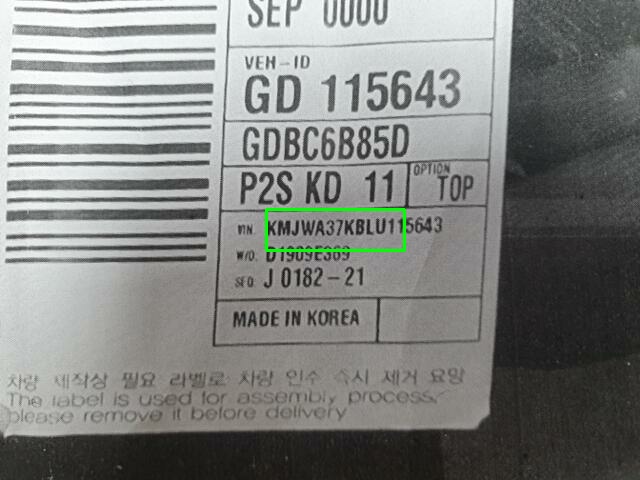 SEP 0000
VEH-ID
GD 115643
GDBC6B85D
P2S KD 11 OPTION TOP
VIN: KMJWA37KBLU115643
W/O: D1909E369
SEQ: J 0182-21
MADE IN KOREA
차량 제작상 필요 라벨로 차량 인수 즉시 제거 요망
The label is used for assembly process,
please remove it before delivery